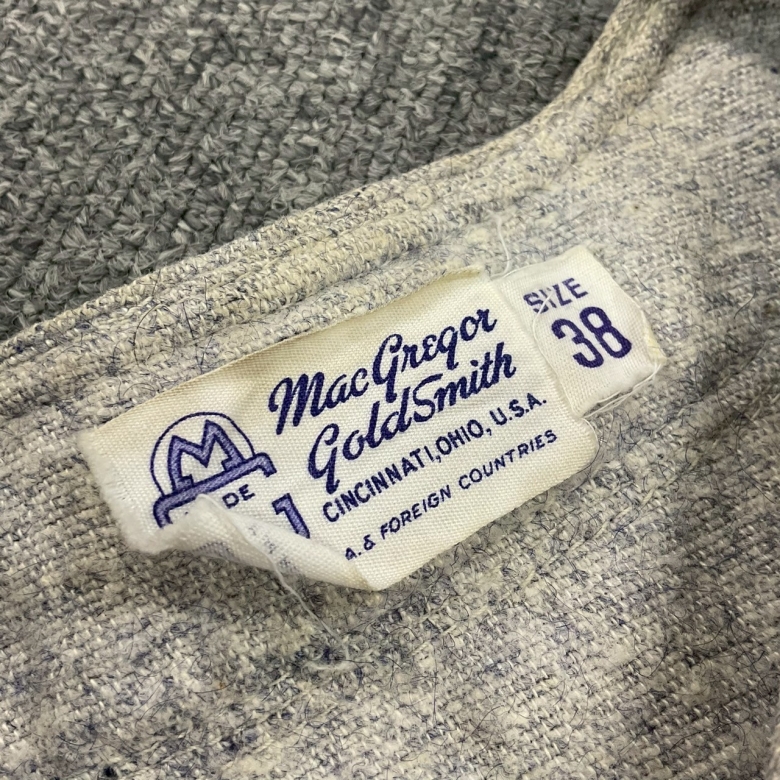 MacGregor
GoldSmith
CINCINNATI, OHIO, U.S.A.
A. & FOREIGN COUNTRIES
M
SIZE
38